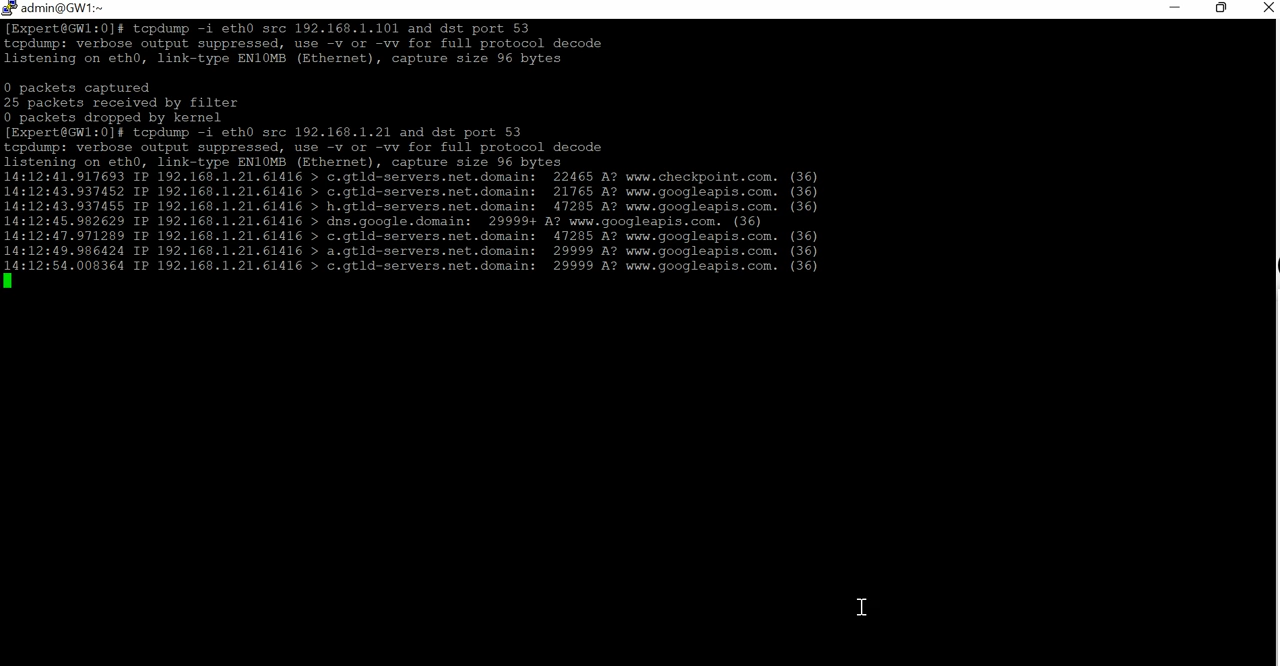 admin@GW1:~
[Expert@GW1:0]# tcpdump -i eth0 src 192.168.1.101 and dst port 53
tcpdump: verbose output suppressed, use -v or -vv for full protocol decode
listening on eth0, link-type EN10MB (Ethernet), capture size 96 bytes
0 packets captured
25 packets received by filter
0 packets dropped by kernel
[Expert@GW1:0]# tcpdump -i eth0 src 192.168.1.21 and dst port 53
tcpdump: verbose output suppressed, use -v or -vv for full protocol decode
listening on eth0, link-type EN10MB (Ethernet), capture size 96 bytes
14:12:41.917693 IP 192.168.1.21.61416 > c.gtld-servers.net.domain:  22465 A? www.checkpoint.com. (36)
14:12:43.937452 IP 192.168.1.21.61416 > c.gtld-servers.net.domain:  21765 A? www.googleapis.com. (36)
14:12:43.937455 IP 192.168.1.21.61416 > h.gtld-servers.net.domain:  47285 A? www.googleapis.com. (36)
14:12:45.982629 IP 192.168.1.21.61416 > dns.google.domain:  29999+ A? www.googleapis.com. (36)
14:12:47.971289 IP 192.168.1.21.61416 > c.gtld-servers.net.domain:  47285 A? www.googleapis.com. (36)
14:12:49.986424 IP 192.168.1.21.61416 > a.gtld-servers.net.domain:  29999 A? www.googleapis.com. (36)
14:12:54.008364 IP 192.168.1.21.61416 > c.gtld-servers.net.domain:  29999 A? www.googleapis.com. (36)